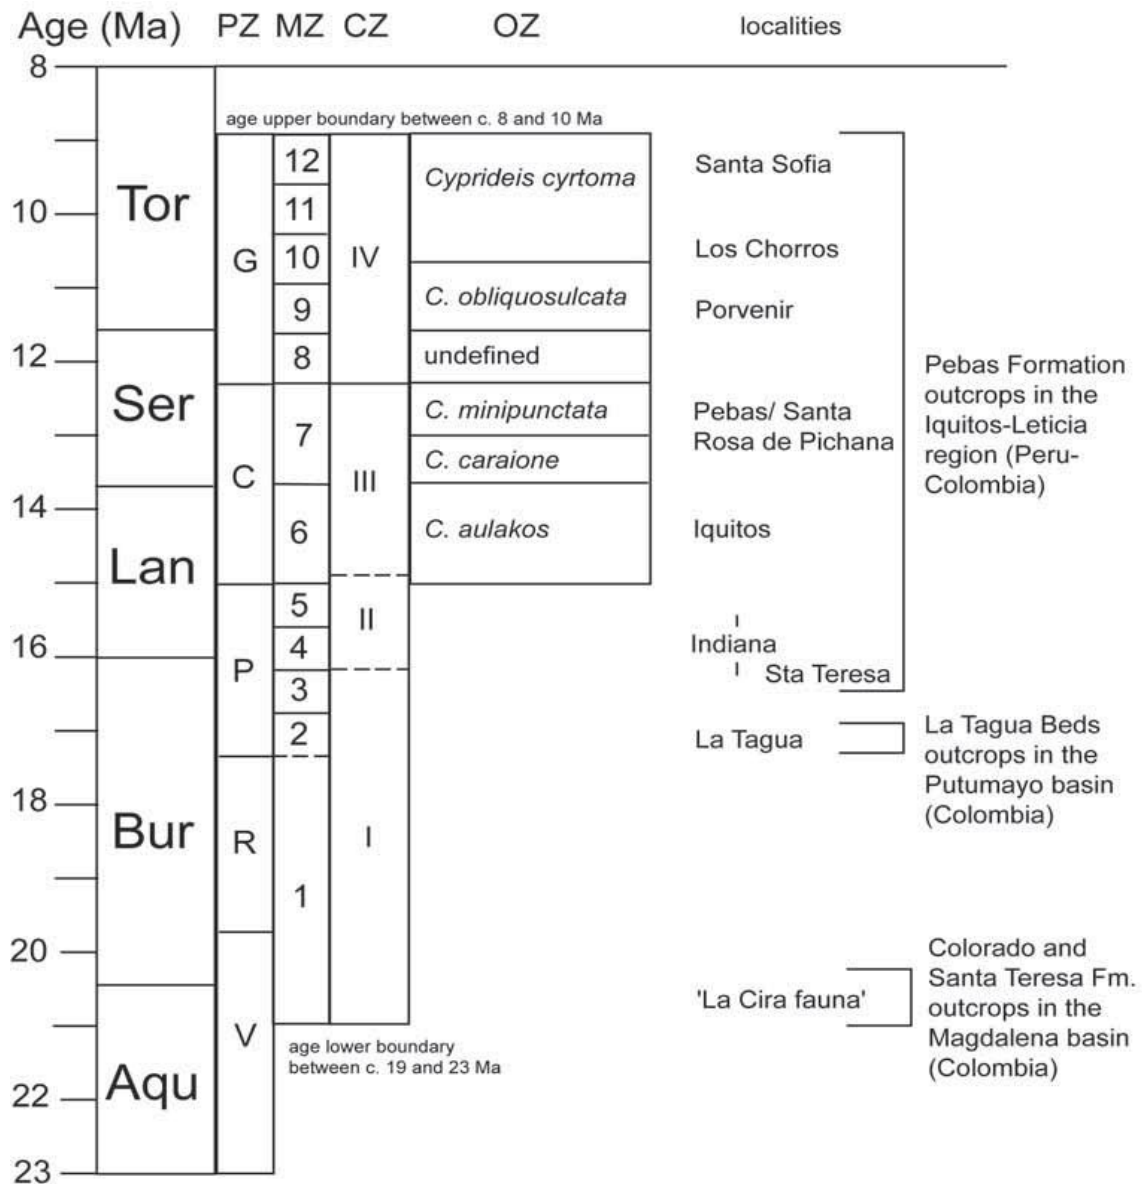 Age (Ma) PZ MZ CZ OZ localities
8
age upper boundary between c. 8 and 10 Ma
12
Cyprideis cyrtoma
Santa Sofia
Tor
10
11
G
10
IV
Los Chorros
9
C. obliquosulcata
Porvenir
12
8
undefined
Ser
7
C. minipunctata
Pebas/ Santa
Rosa de Pichana
Pebas Formation
outcrops in the
Iquitos-Leticia
region (Peru-
Colombia)
C
III
C. caraione
14
6
C. aulakos
Iquitos
Lan
5
II
4
16
Indiana
P
3
Sta Teresa
2
La Tagua
La Tagua Beds
outcrops in the
Putumayo basin
(Colombia)
18
Bur
R
I
1
20
'La Cira fauna'
Colorado and
Santa Teresa Fm.
outcrops in the
Magdalena basin
(Colombia)
V
age lower boundary
between c. 19 and 23 Ma
Aqu
22
23